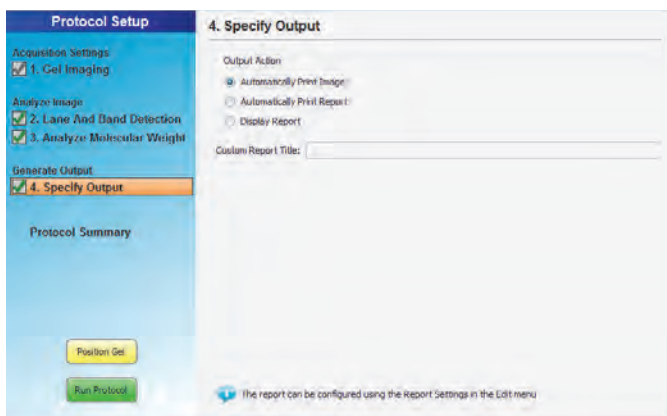 Protocol Setup
Acquisition Settings
1. Gel Imaging
Analyze Image
2. Lane And Band Detection
3. Analyze Molecular Weight
Generate Output
4. Specify Output
Protocol Summary
Position Gel
Run Protocol
4. Specify Output
Output Action
Automatically Print Image
Automatically Print Report
Display Report
Custom Report Title:
The report can be configured using the Report Settings in the Edit menu